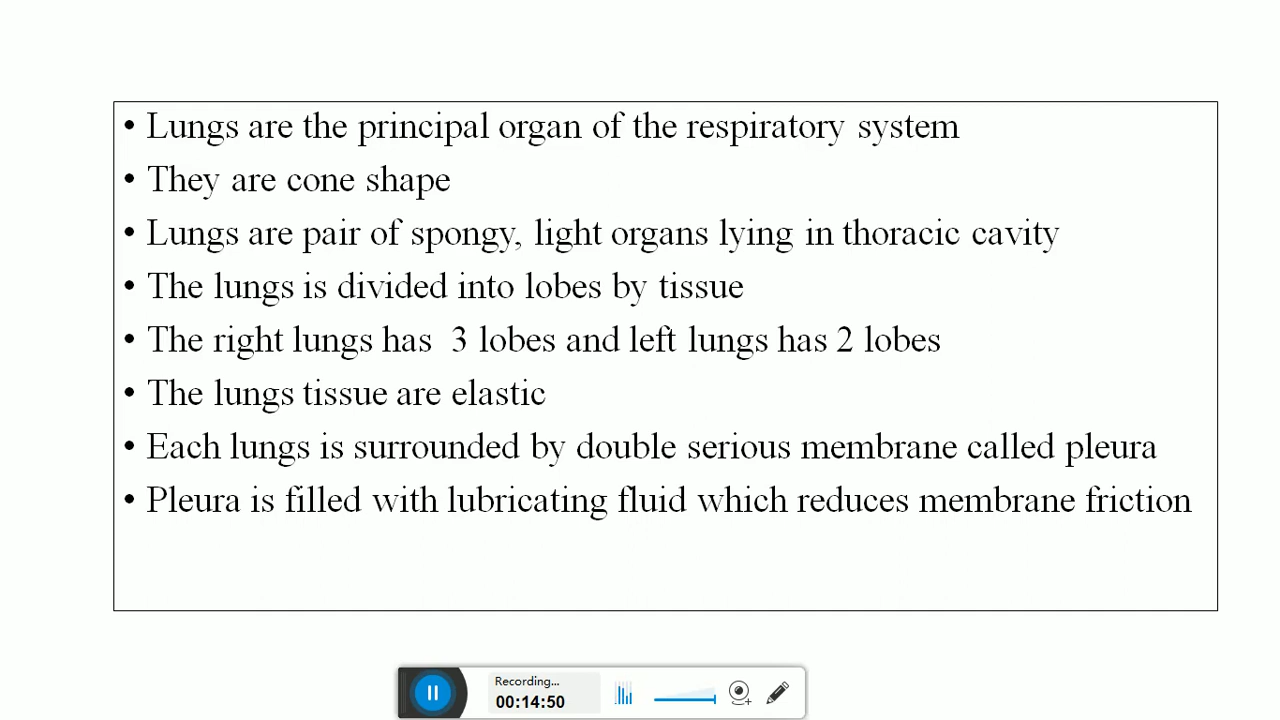 • Lungs are the principal organ of the respiratory system
• They are cone shape
• Lungs are pair of spongy, light organs lying in thoracic cavity
• The lungs is divided into lobes by tissue
• The right lungs has  3 lobes and left lungs has 2 lobes
• The lungs tissue are elastic
• Each lungs is surrounded by double serious membrane called pleura
• Pleura is filled with lubricating fluid which reduces membrane friction
Recording...
00:14:50